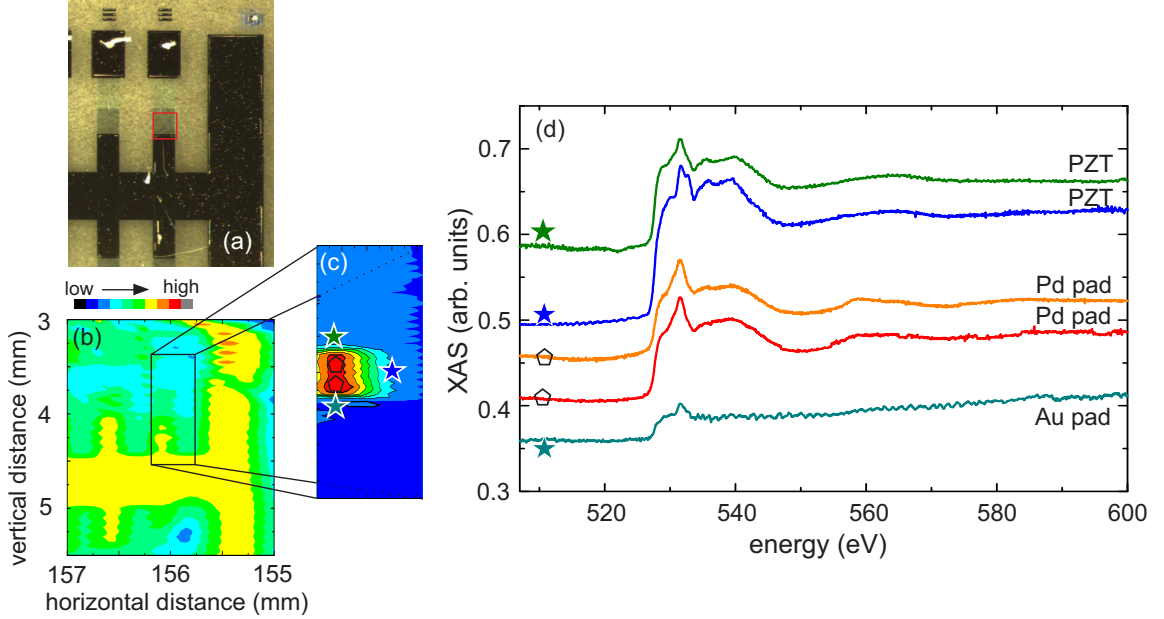 (a)
low
high
(b)
3
4
5
vertical distance (mm)
157
156
155
horizontal distance (mm)
(c)
(d)
PZT
PZT
Pd pad
Pd pad
Au pad
0.7
0.6
0.5
0.4
0.3
XAS (arb. units)
520
540
560
580
600
energy (eV)